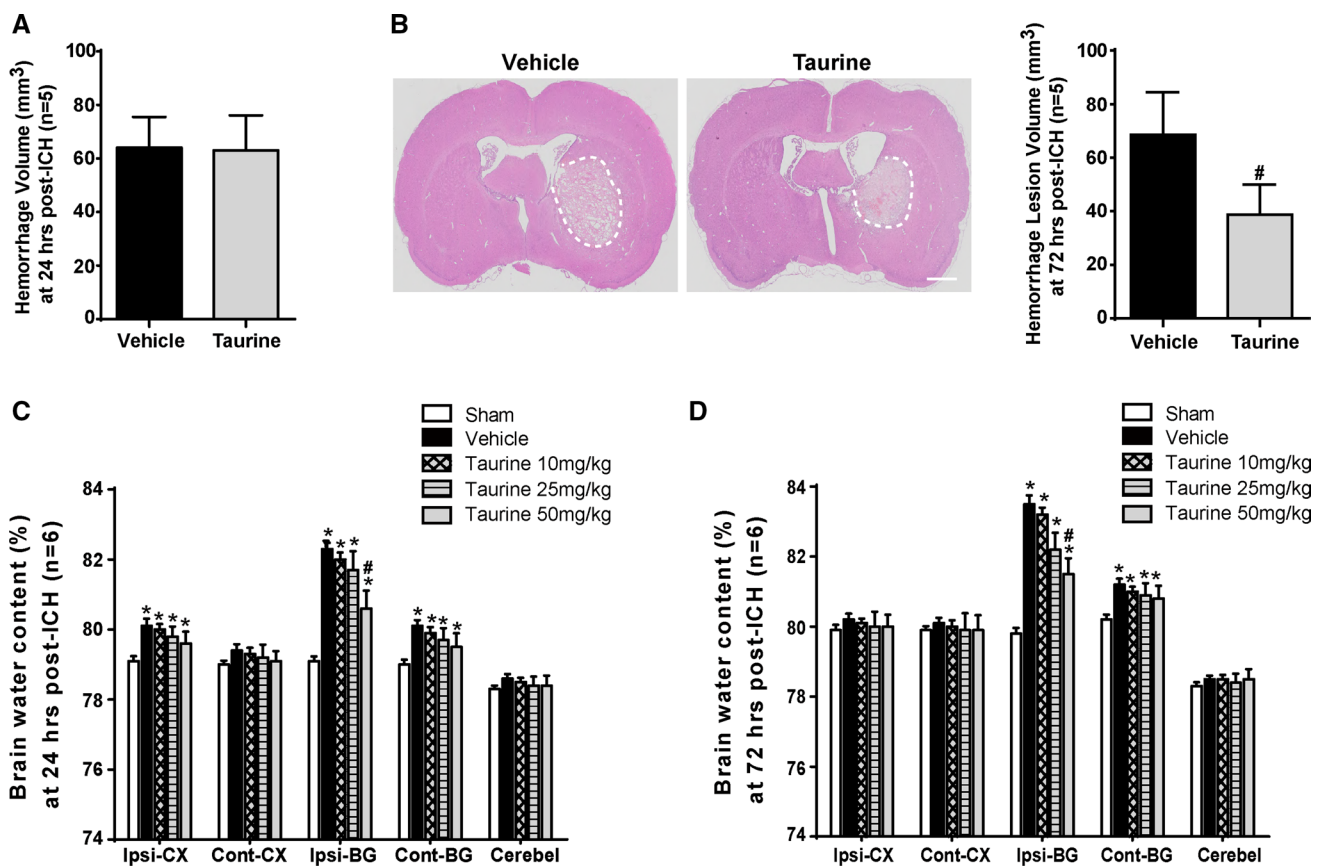 A
Hemorrhage Volume (mm3)
at 24 hrs post-ICH (n=5)
100
80
60
40
20
0
Vehicle
Taurine
B
Vehicle
Taurine
Hemorrhage Lesion Volume (mm3)
at 72 hrs post-ICH (n=5)
100
80
60
40
20
0
#
Vehicle
Taurine
C
Sham
Vehicle
Taurine 10mg/kg
Taurine 25mg/kg
Taurine 50mg/kg
Brain water content (%)
at 24 hrs post-ICH (n=6)
84
82
80
78
76
74
* * * *
* * * # *
* * * *
Ipsi-CX
Cont-CX
Ipsi-BG
Cont-BG
Cerebel
D
Sham
Vehicle
Taurine 10mg/kg
Taurine 25mg/kg
Taurine 50mg/kg
Brain water content (%)
at 72 hrs post-ICH (n=6)
84
82
80
78
76
74
* * * # *
* * * *
Ipsi-CX
Cont-CX
Ipsi-BG
Cont-BG
Cerebel